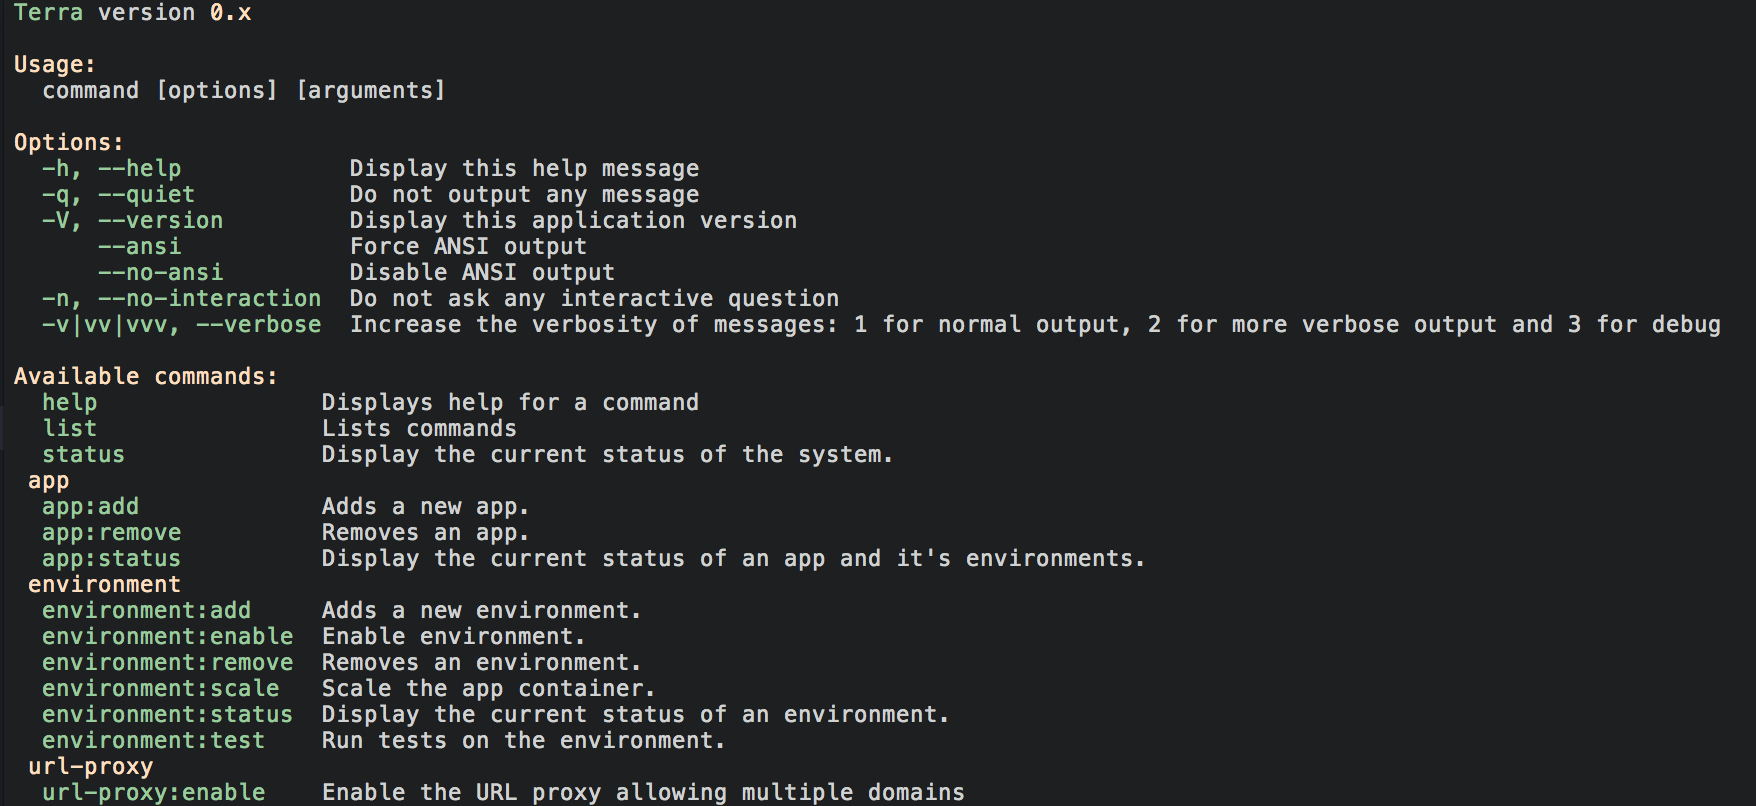 Terra version 0.x

Usage:
  command [options] [arguments]

Options:
  -h, --help            Display this help message
  -q, --quiet           Do not output any message
  -V, --version         Display this application version
      --ansi            Force ANSI output
      --no-ansi         Disable ANSI output
  -n, --no-interaction  Do not ask any interactive question
  -v|vv|vvv, --verbose  Increase the verbosity of messages: 1 for normal output, 2 for more verbose output and 3 for debug

Available commands:
  help                Displays help for a command
  list                Lists commands
  status              Display the current status of the system.
 app
  app:add             Adds a new app.
  app:remove          Removes an app.
  app:status          Display the current status of an app and it's environments.
 environment
  environment:add     Adds a new environment.
  environment:enable  Enable environment.
  environment:remove  Removes an environment.
  environment:scale   Scale the app container.
  environment:status  Display the current status of an environment.
  environment:test    Run tests on the environment.
 url-proxy
  url-proxy:enable    Enable the URL proxy allowing multiple domains